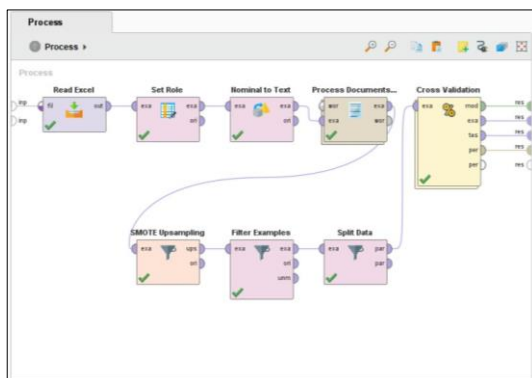 Process
Process
Process
Read Excel
inp
fil
out
inp
Set Role
exa
exa
ori
Nominal to Text
exa
exa
ori
Process Documents...
wor
exa
exa
wor
Cross Validation
exa
mod
exa
tes
per
per
res
res
res
res
res
SMOTE Upsampling
exa
ups
ori
Filter Examples
exa
exa
ori
unm
Split Data
exa
par
par